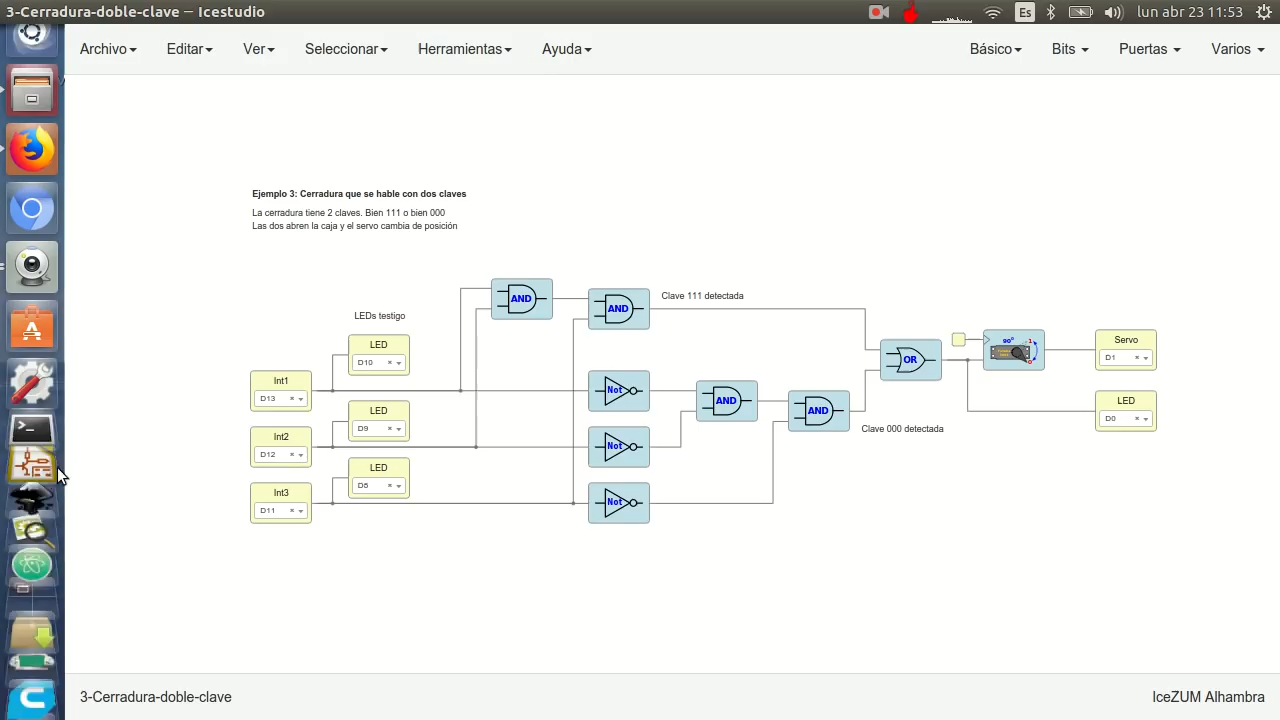 3-Cerradura-doble-clave — Icestudio
Es
lun abr 23 11:53
Archivo Editar Ver Seleccionar Herramientas Ayuda
Básico Bits Puertas Varios
Ejemplo 3: Cerradura que se hable con dos claves
La cerradura tiene 2 claves. Bien 111 o bien 000
Las dos abren la caja y el servo cambia de posición
AND
AND
Clave 111 detectada
LEDs testigo
LED
D10
Int1
D13
LED
D9
Int2
D12
LED
D8
Int3
D11
Not
Not
Not
AND
AND
Clave 000 detectada
OR
90°
1
0
Servo
D1
LED
D0
3-Cerradura-doble-clave
IceZUM Alhambra